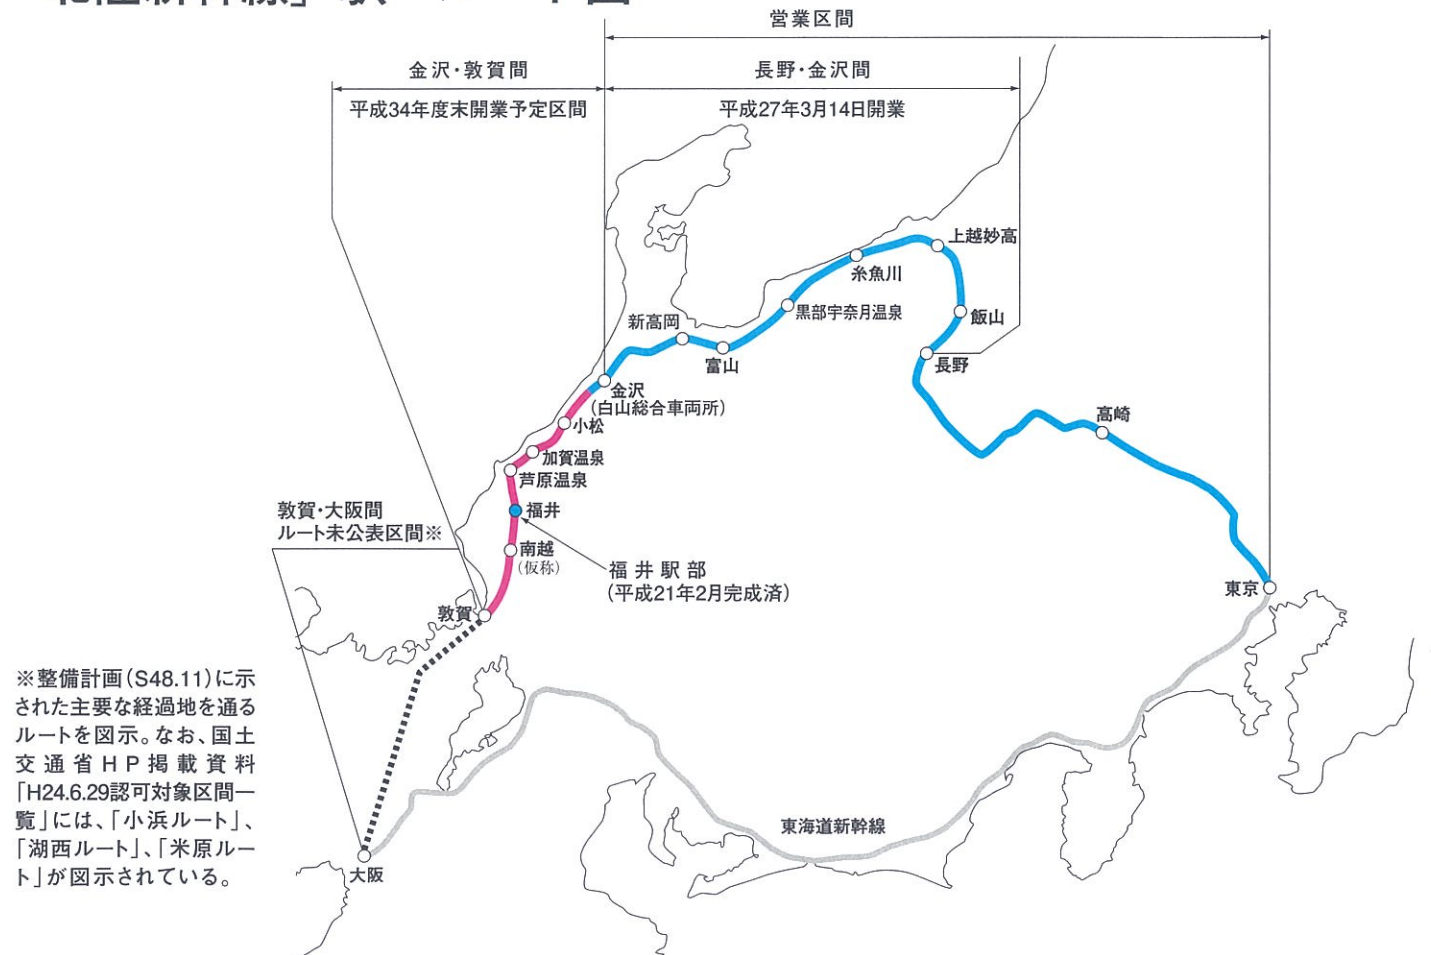 営業区間
金沢・敦賀間
長野・金沢間
平成34年度末開業予定区間
平成27年3月14日開業
上越妙高
糸魚川
黒部宇奈月温泉
飯山
新高岡
富山
長野
金沢
(白山総合車両所)
高崎
小松
加賀温泉
芦原温泉
福井
敦賀・大阪間
ルート未公表区間※
南越
(仮称)
福井駅部
(平成21年2月完成済)
東京
敦賀
※整備計画(S48.11)に示
された主要な経過地を通る
ルートを図示。なお、国土
交通省HP掲載資料
「H24.6.29認可対象区間一
覧」には、「小浜ルート」、
「湖西ルート」、「米原ルー
ト」が図示されている。
東海道新幹線
大阪